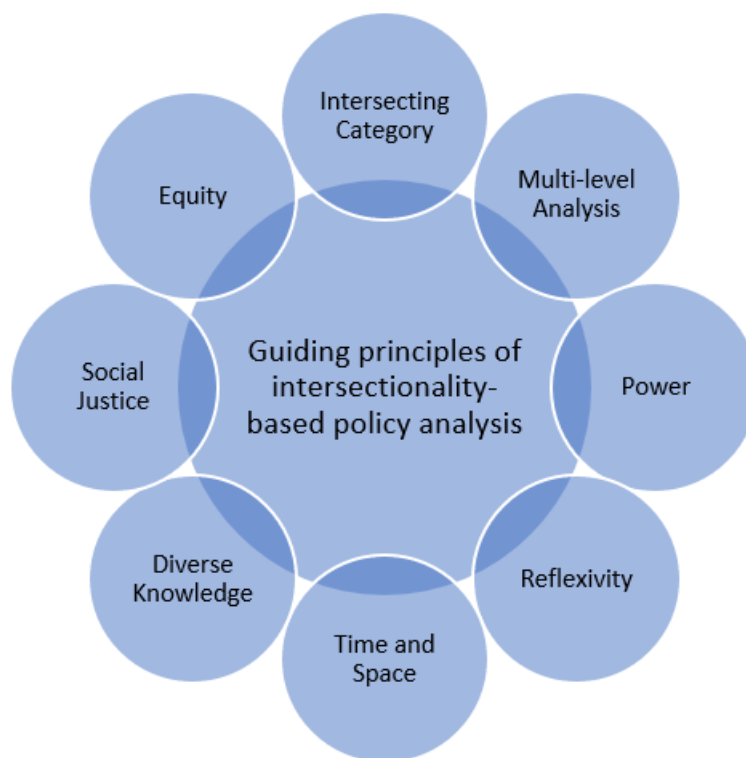 Intersecting
Category
Multi-level
Analysis
Power
Reflexivity
Time and
Space
Diverse
Knowledge
Social
Justice
Equity
Guiding principles of
intersectionality-
based policy analysis